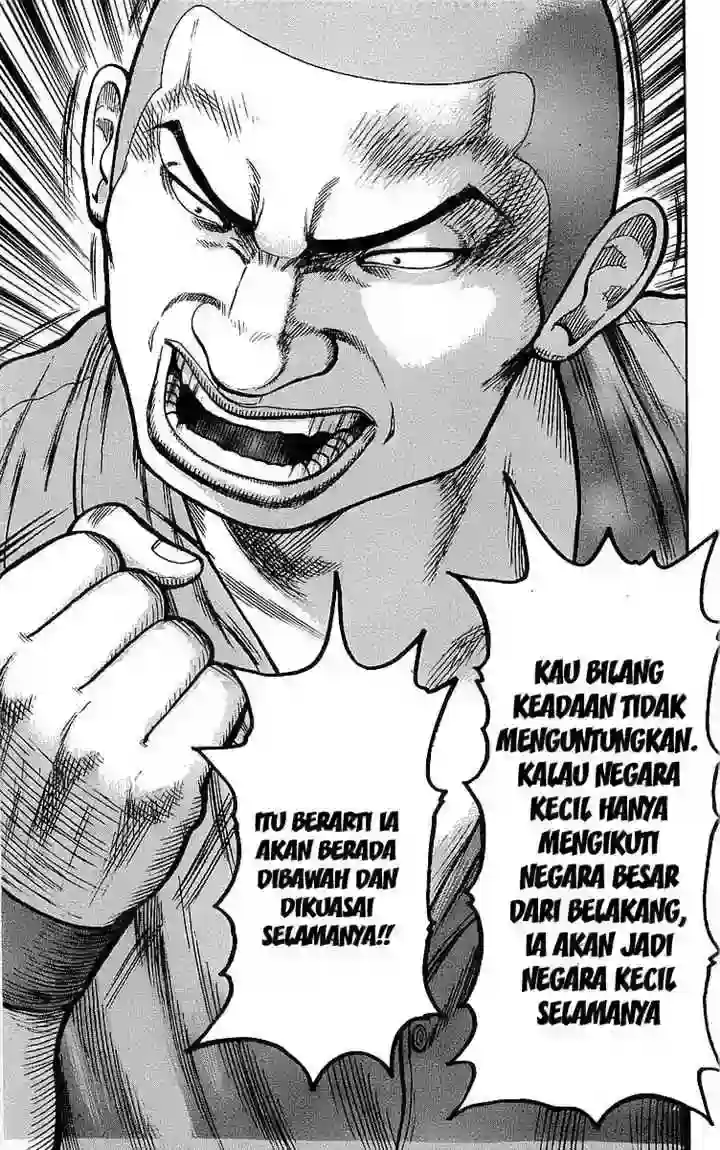 KAU BILANG
KEADAAN TIDAK
MENGUNTUNGKAN.
KALAU NEGARA
KECIL HANYA
MENGIKUTI
NEGARA BESAR
DARI BELAKANG,
IA AKAN JADI
NEGARA KECIL
SELAMANYA
ITU BERARTI IA
AKAN BERADA
DIBAWAH DAN
DIKUASAI
SELAMANYA!!